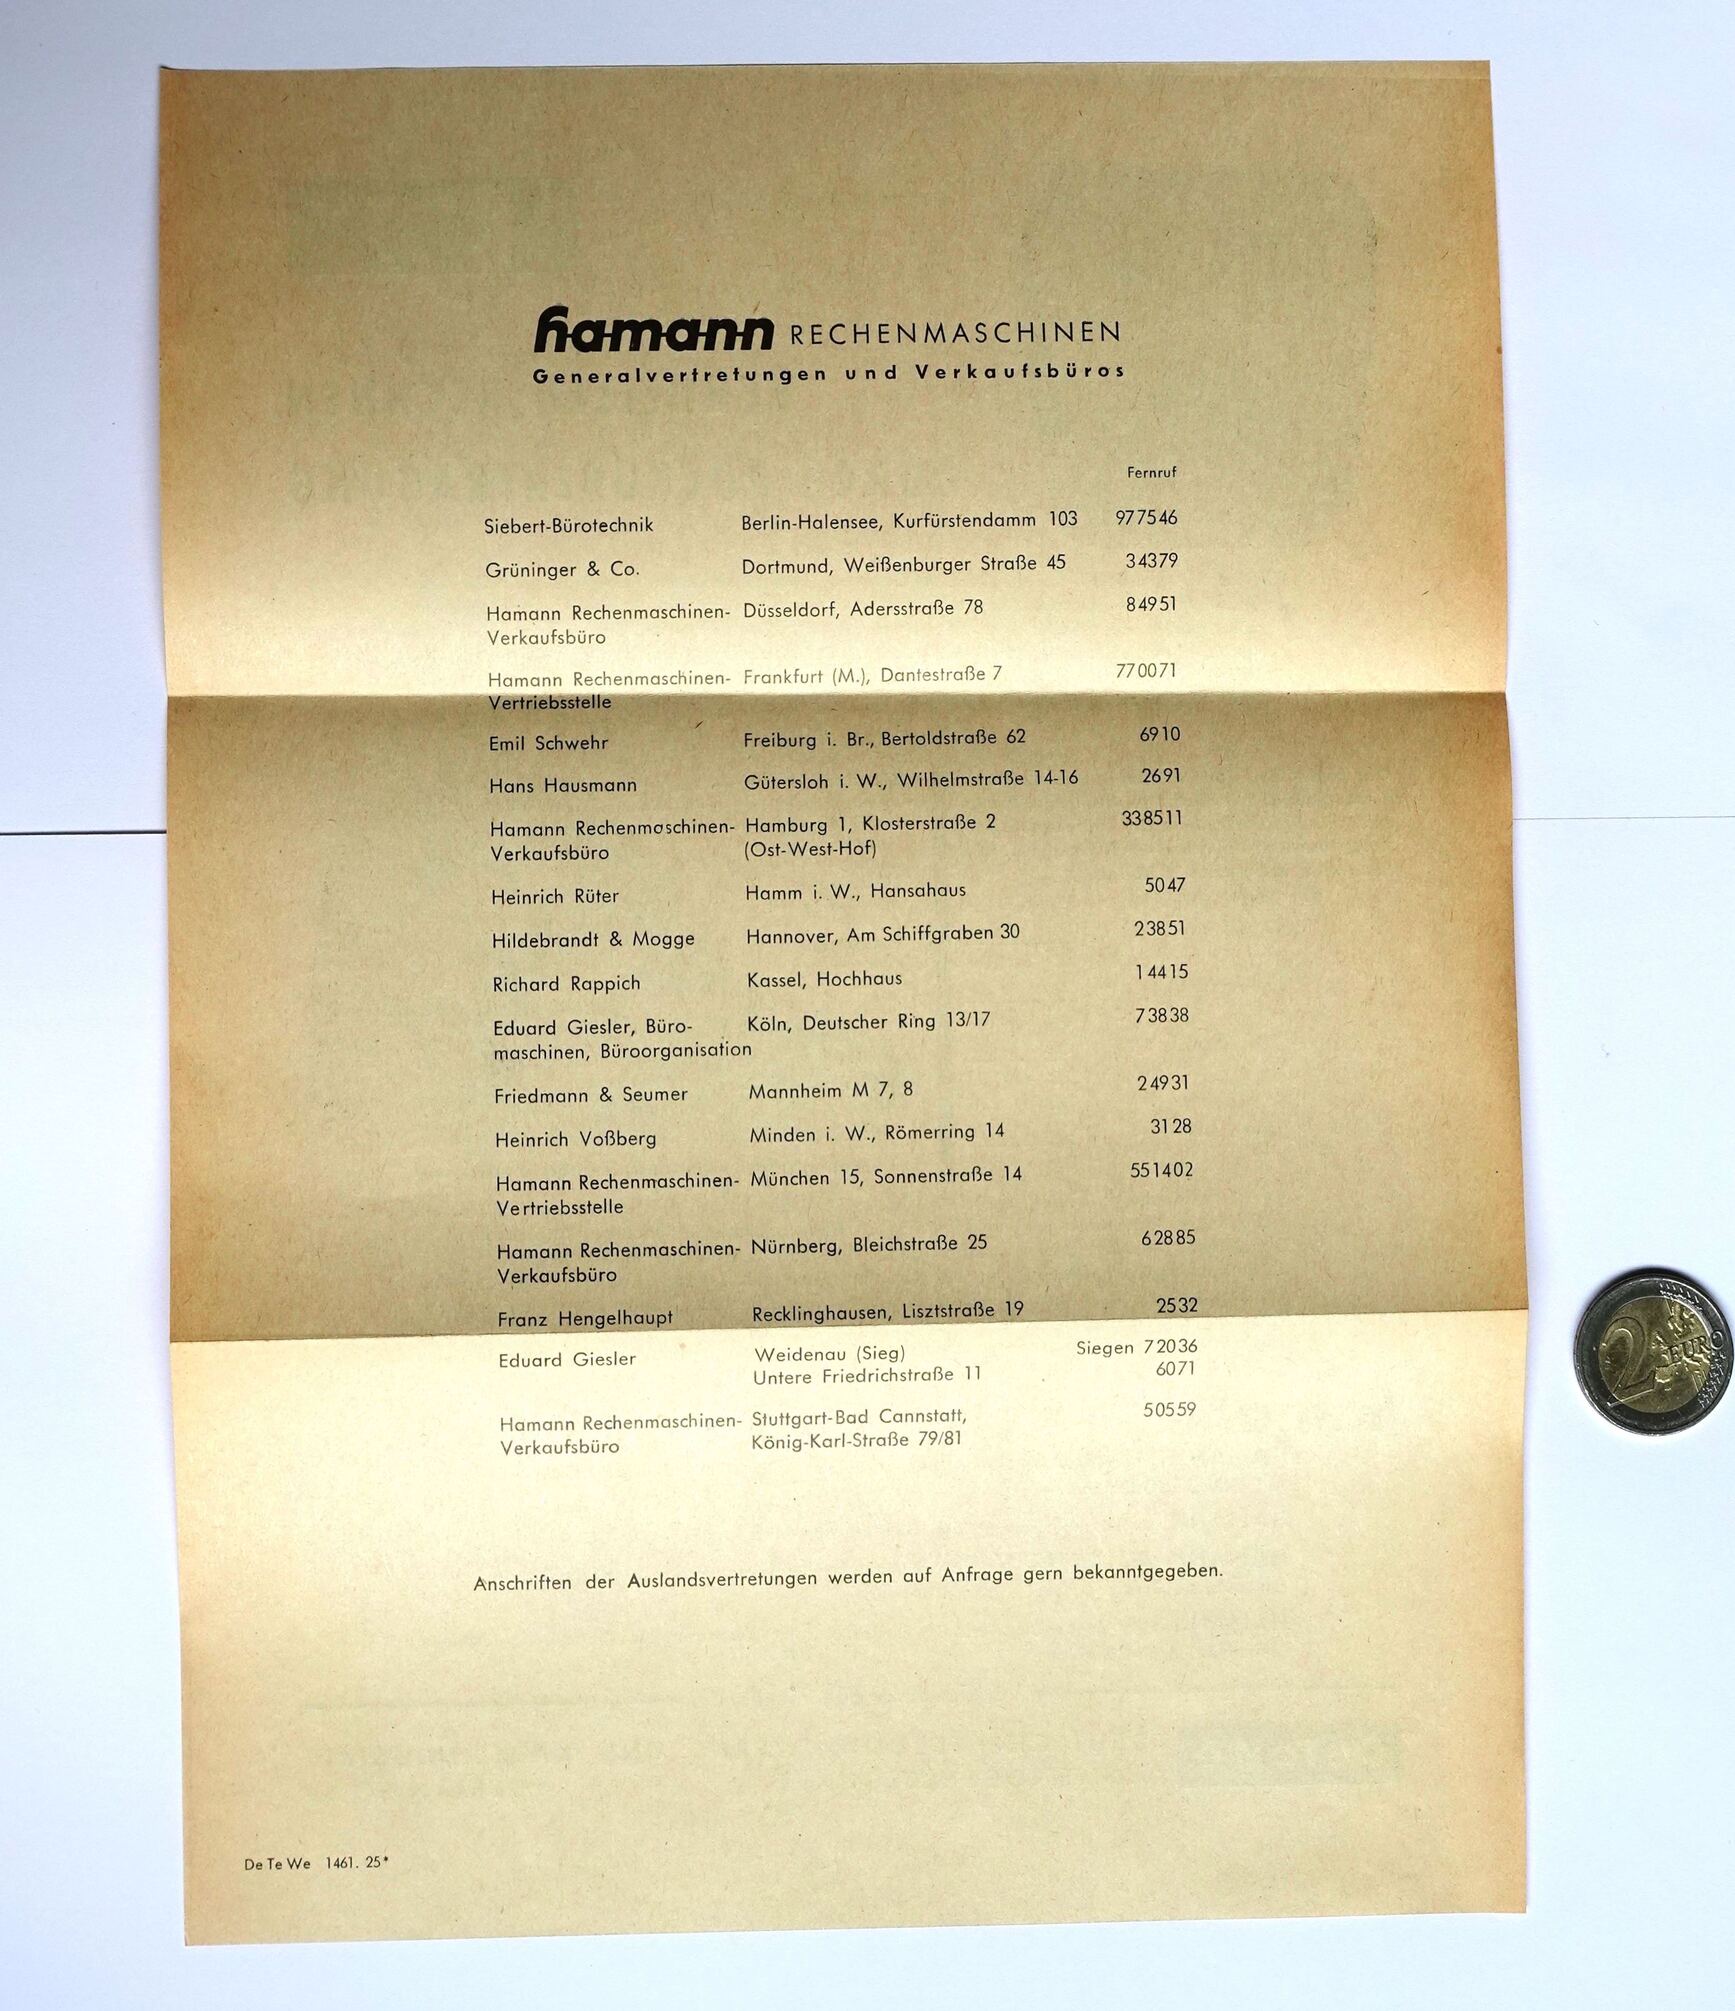 hamann RECHENMASCHINEN
Generalvertretungen und Verkaufsbüros
Fernruf
Siebert-Bürotechnik Berlin-Halensee, Kurfürstendamm 103 977546
Grüninger & Co. Dortmund, Weißenburger Straße 45 34379
Hamann Rechenmaschinen- Düsseldorf, Adersstraße 78 84951
Verkaufsbüro
Hamann Rechenmaschinen- Frankfurt (M.), Dantestraße 7 770071
Vertriebsstelle
Emil Schwehr Freiburg i. Br., Bertoldstraße 62 6910
Hans Hausmann Gütersloh i. W., Wilhelmstraße 14-16 2691
Hamann Rechenmaschinen- Hamburg 1, Klosterstraße 2 338511
Verkaufsbüro (Ost-West-Hof)
Heinrich Rüter Hamm i. W., Hansahaus 5047
Hildebrandt & Mogge Hannover, Am Schiffgraben 30 23851
Richard Rappich Kassel, Hochhaus 14415
Eduard Giesler, Büro- Köln, Deutscher Ring 13/17 73838
maschinen, Büroorganisation
Friedmann & Seumer Mannheim M 7, 8 24931
Heinrich Voßberg Minden i. W., Römerring 14 3128
Hamann Rechenmaschinen- München 15, Sonnenstraße 14 551402
Vertriebsstelle
Hamann Rechenmaschinen- Nürnberg, Bleichstraße 25 62885
Verkaufsbüro
Franz Hengelhaupt Recklinghausen, Lisztstraße 19 2532
Eduard Giesler Weidenau (Sieg) Siegen 72036
Untere Friedrichstraße 11 6071
Hamann Rechenmaschinen- Stuttgart-Bad Cannstatt, 50559
Verkaufsbüro König-Karl-Straße 79/81
Anschriften der Auslandsvertretungen werden auf Anfrage gern bekanntgegeben.
De Te We 1461. 25*
2 EURO